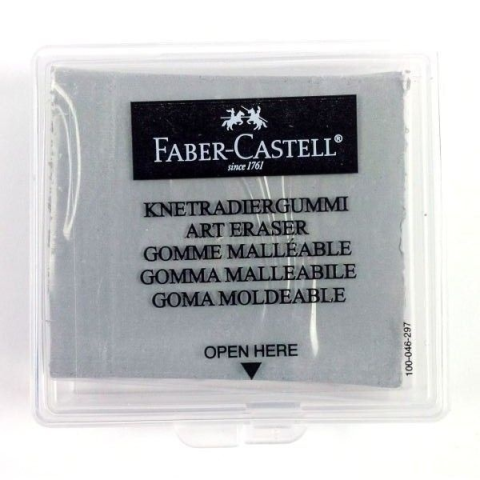 FABER-CASTELL®
since 1761
KNETRADIERGUMMI
ART ERASER
GOMME MALLÉABLE
GOMMA MALLEABILE
GOMA MOLDEABLE
OPEN HERE
100-046-297